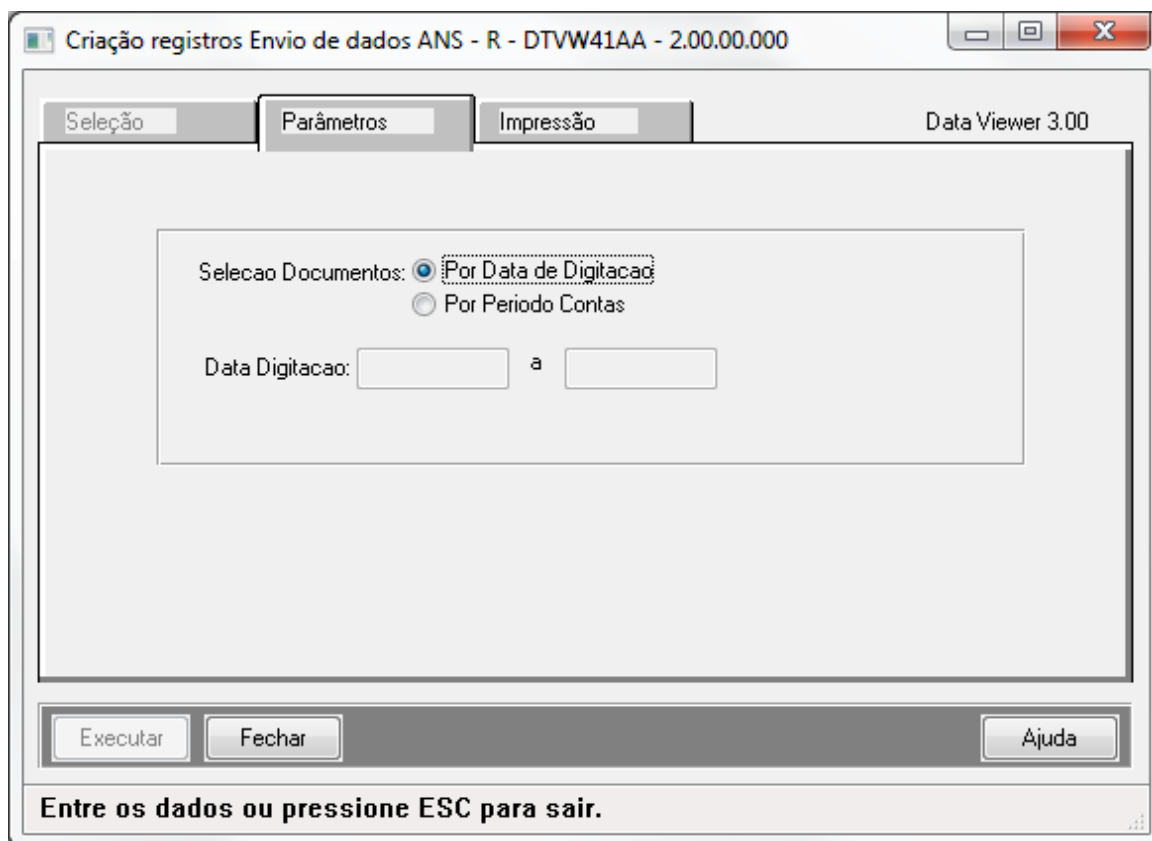 Criação registros Envio de dados ANS - R - DTVW41AA - 2.00.00.000
Seleção Parâmetros Impressão Data Viewer 3.00
Selecao Documentos: Por Data de Digitacao
Por Periodo Contas
Data Digitacao: a
Executar Fechar Ajuda
Entre os dados ou pressione ESC para sair.